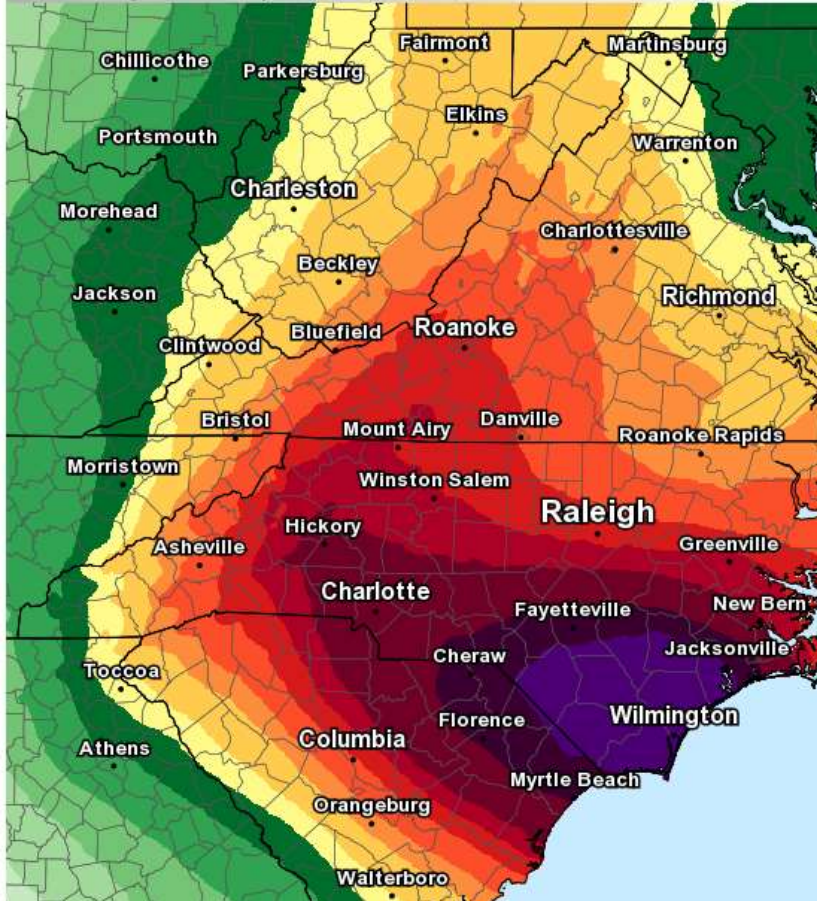 Fairmont
Martinsburg
Chillicothe
Parkersburg
Elkins
Portsmouth
Warrenton
Charleston
Morehead
Charlottesville
Beckley
Jackson
Richmond
Bluefield
Roanoke
Clintwood
Bristol
Mount Airy
Danville
Roanoke Rapids
Morristown
Winston Salem
Raleigh
Hickory
Asheville
Greenville
Charlotte
New Bern
Fayetteville
Jacksonville
Cheraw
Toccoa
Florence
Wilmington
Columbia
Athens
Myrtle Beach
Orangeburg
Walterboro